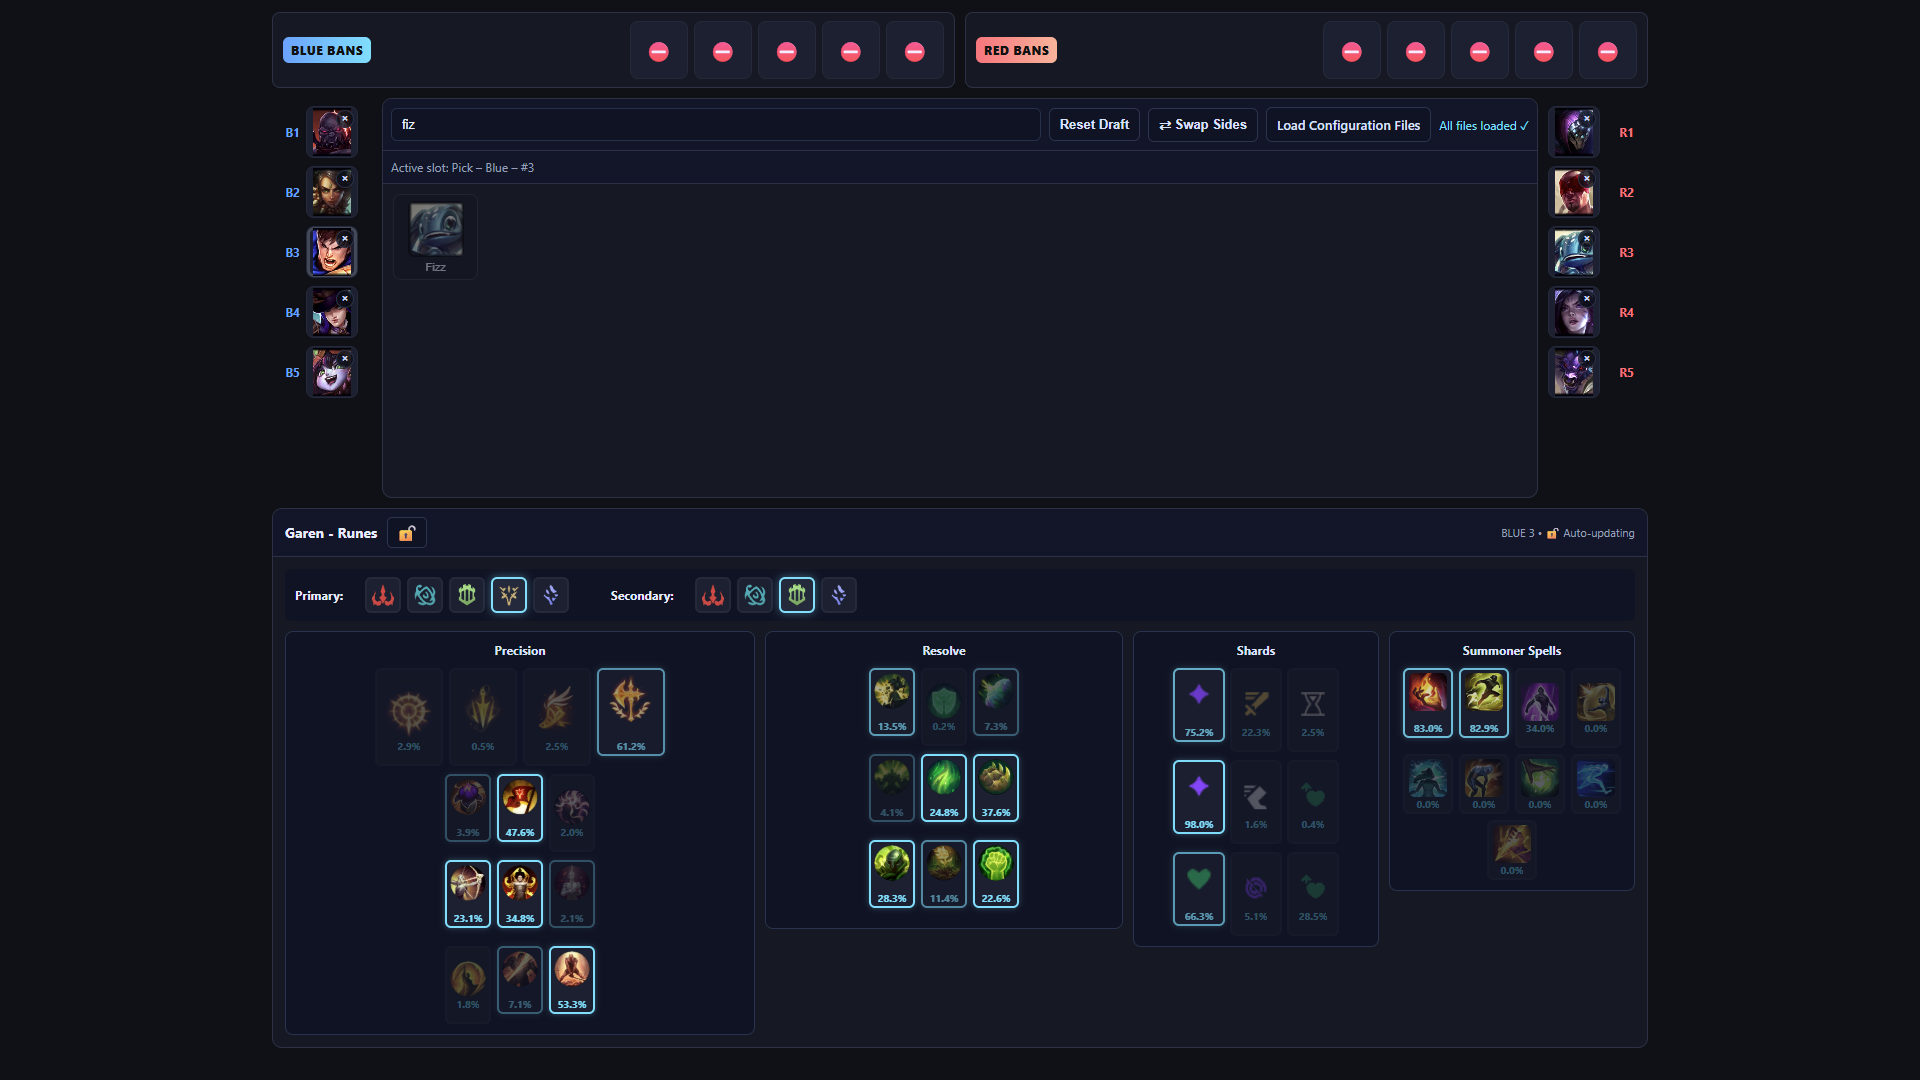 BLUE BANS
RED BANS
B1
B2
B3
B4
B5
fiz
Reset Draft
⇄ Swap Sides
Load Configuration Files
All files loaded ✓
Active slot: Pick – Blue – #3
Fizz
R1
R2
R3
R4
R5
Garen - Runes
BLUE 3 • 🔓 Auto-updating
Primary:
Secondary:
Precision
2.9% 0.5% 2.5% 61.2%
3.9% 47.6% 2.0%
23.1% 34.8% 2.1%
1.8% 7.1% 53.3%
Resolve
13.5% 0.2% 7.3%
4.1% 24.8% 37.6%
28.3% 11.4% 22.6%
Shards
75.2% 22.3% 2.5%
98.0% 1.6% 0.4%
66.3% 5.1% 28.5%
Summoner Spells
83.0% 82.9% 34.0% 0.0%
0.0% 0.0% 0.0% 0.0%
0.0%